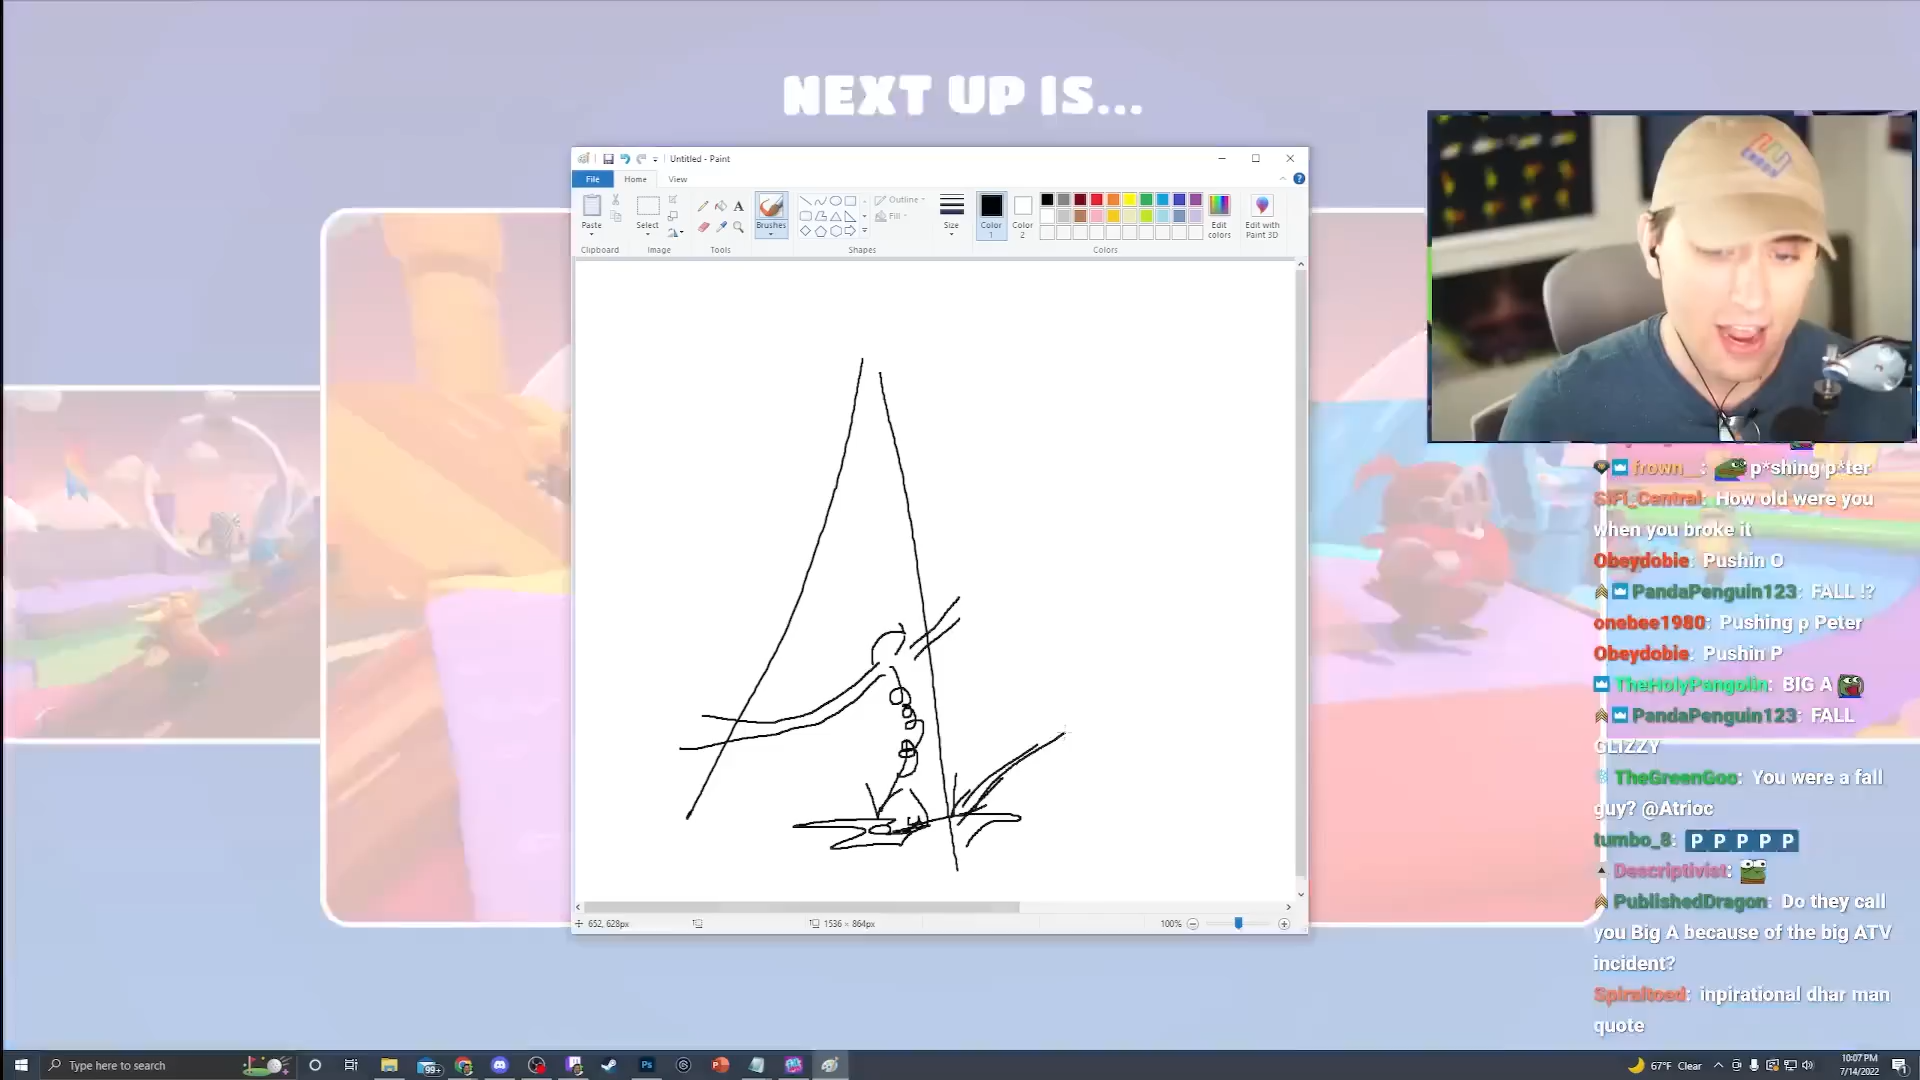 NEXT UP IS...
Untitled - Paint
File Home View
Paste
Select
Brushes
Outline
Fill
Size
Color 1
Color 2
Edit colors
Edit with Paint 3D
Clipboard Image Tools Shapes Colors
652, 628px
1536 × 864px
100%
frown__: p*shing p*ter
SiFi_Central: How old were you
when you broke it
Obeydobie: Pushin O
PandaPenguin123: FALL !?
onebee1980: Pushing p Peter
Obeydobie: Pushin P
TheHolyPangolin: BIG A
PandaPenguin123: FALL
GLIZZY
TheGreenGoo: You were a fall
guy? @Atrioc
tumbo_8: P P P P P
Descriptivist:
PublishedDragon: Do they call
you Big A because of the big ATV
incident?
Spiraltoad: inpirational dhar man
quote
Type here to search
99+
Ps
67°F Clear
10:07 PM
7/14/2022